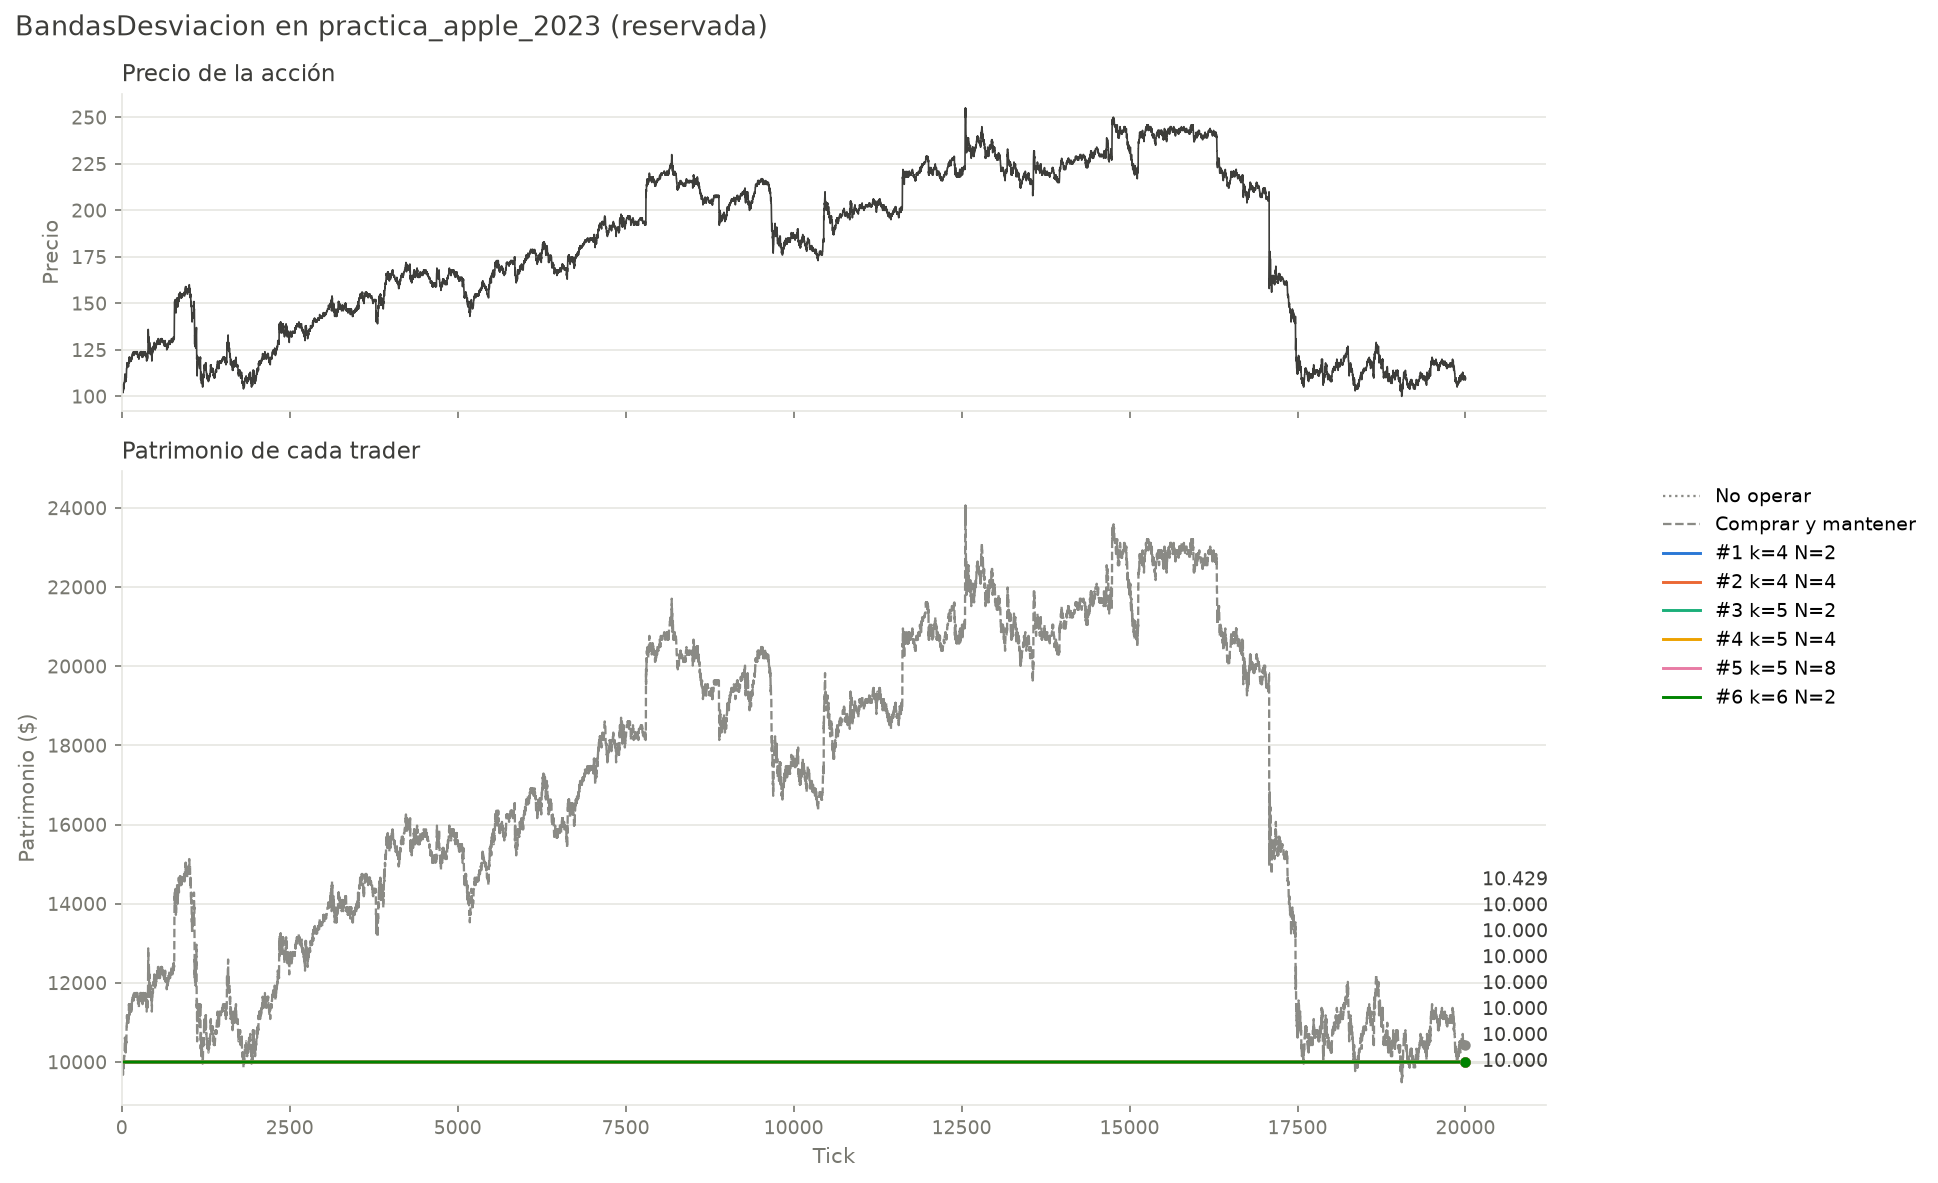 BandasDesviacion en practica_apple_2023 (reservada)
Precio de la acción
Precio
250
225
200
175
150
125
100
Patrimonio de cada trader
Patrimonio ($)
24000
22000
20000
18000
16000
14000
12000
10000
10.429
10.000
10.000
10.000
10.000
10.000
10.000
10.000
0
2500
5000
7500
10000
12500
15000
17500
20000
Tick
No operar
Comprar y mantener
#1 k=4 N=2
#2 k=4 N=4
#3 k=5 N=2
#4 k=5 N=4
#5 k=5 N=8
#6 k=6 N=2